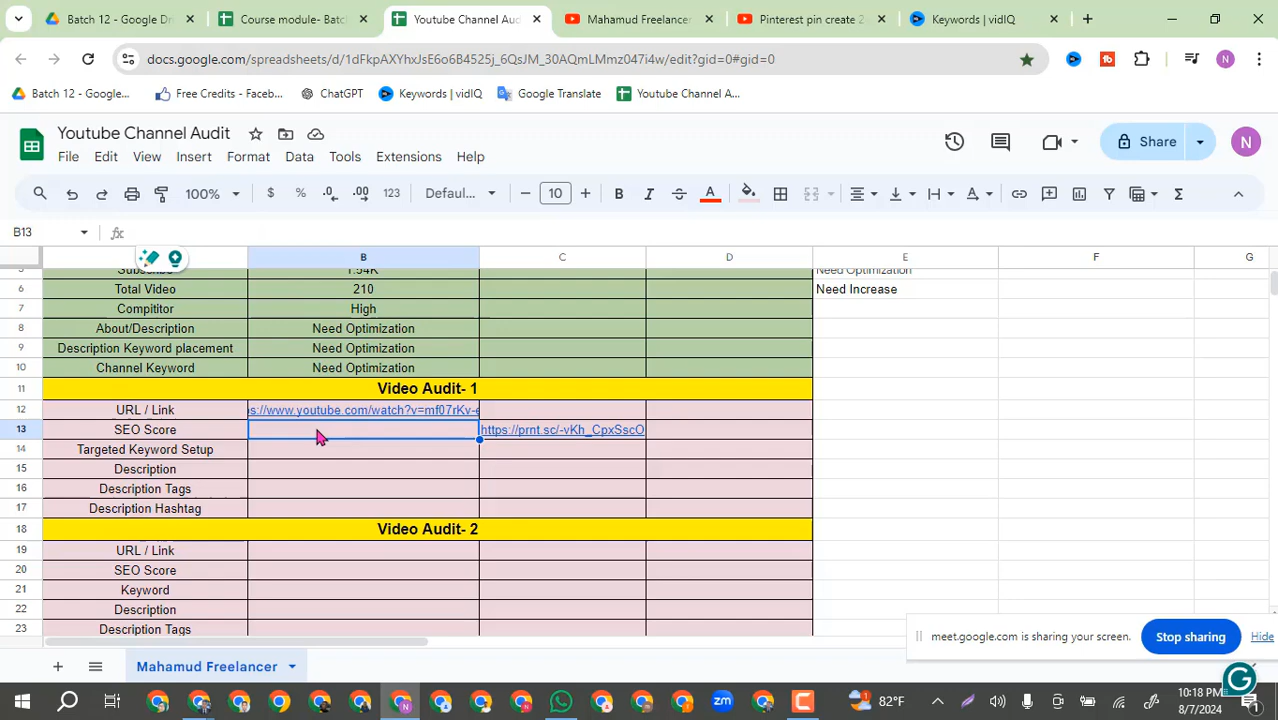 12 - Google Dri
Course module- Batc
Youtube Channel Audit
Mahamud Freelancer
Pinterest pin create 2
Keywords | vidIQ
docs.google.com/spreadsheets/d/1dFkpAXYhxJsE6o6B4525j_6QsJM_30AQmLMmz047i4w/edit?gid=0#gid=0
N
Batch 12 - Google...
Free Credits - Faceb...
ChatGPT
Keywords | vidIQ
Google Translate
Youtube Channel A...
Youtube Channel Audit
Share
N
File Edit View Insert Format Data Tools Extensions Help
100% $ % .0 .00 123 Defaul... 10 B I A
B13 fx
B C D E F G
5 Subscribe 1.54K Need Optimization
6 Total Video 210 Need Increase
7 Compititor High
8 About/Description Need Optimization
9 Description Keyword placement Need Optimization
10 Channel Keyword Need Optimization
11 Video Audit- 1
12 URL / Link s://www.youtube.com/watch?v=mf07rKv-
13 SEO Score https://prnt.sc/-vKh_CpxSscO
14 Targeted Keyword Setup
15 Description
16 Description Tags
17 Description Hashtag
18 Video Audit- 2
19 URL / Link
20 SEO Score
21 Keyword
22 Description
23 Description Tags
meet.google.com is sharing your screen.
Stop sharing
Hide
Mahamud Freelancer
zm
82°F
10:18 PM
8/7/2024